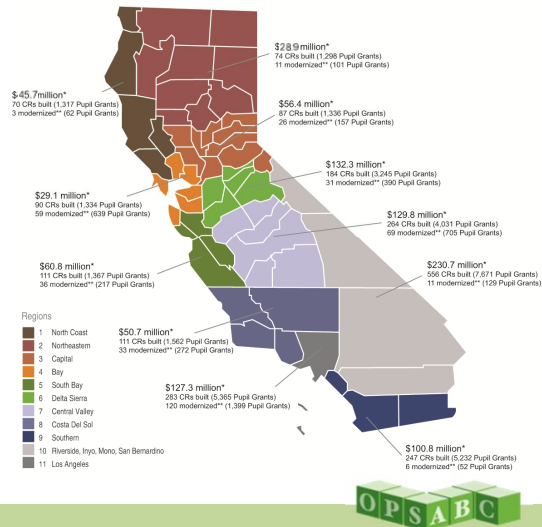 $28.9 million*
74 CRs built (1,298 Pupil Grants)
11 modernized** (101 Pupil Grants)
$45.7million*
70 CRs built (1,317 Pupil Grants)
3 modernized** (62 Pupil Grants)
$56.4 million*
87 CRs built (1,336 Pupil Grants)
26 modernized** (157 Pupil Grants)
$132.3 million*
184 CRs built (3,245 Pupil Grants)
31 modernized** (390 Pupil Grants)
$29.1 million*
90 CRs built (1,334 Pupil Grants)
59 modernized** (639 Pupil Grants)
$129.8 million*
264 CRs built (4,031 Pupil Grants)
69 modernized** (705 Pupil Grants)
$60.8 million*
111 CRs built (1,367 Pupil Grants)
36 modernized** (217 Pupil Grants)
$230.7 million*
556 CRs built (7,671 Pupil Grants)
11 modernized** (129 Pupil Grants)
$50.7 million*
111 CRs built (1,562 Pupil Grants)
33 modernized** (272 Pupil Grants)
$127.3 million*
283 CRs built (5,365 Pupil Grants)
120 modernized** (1,399 Pupil Grants)
$100.8 million*
247 CRs built (5,232 Pupil Grants)
6 modernized** (52 Pupil Grants)
Regions
1 North Coast
2 Northeastern
3 Capital
4 Bay
5 South Bay
6 Delta Sierra
7 Central Valley
8 Costa Del Sol
9 Southern
10 Riverside, Inyo, Mono, San Bernardino
11 Los Angeles
OPSABC